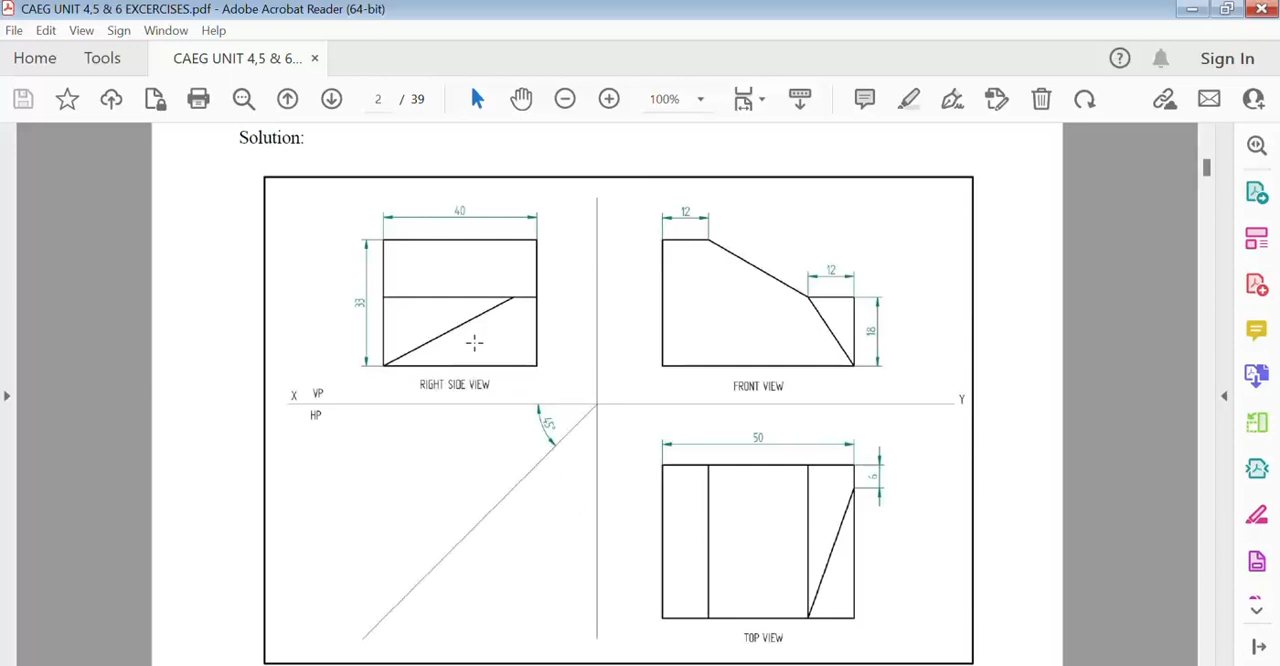 CAEG UNIT 4,5 & 6 EXCERCISES.pdf - Adobe Acrobat Reader (64-bit)
File Edit View Sign Window Help
Home Tools CAEG UNIT 4,5 & 6... × Sign In
2 / 39 100%
Solution:
40
12
12
33
18
RIGHT SIDE VIEW
FRONT VIEW
X VP
Y
HP
45°
50
6
TOP VIEW